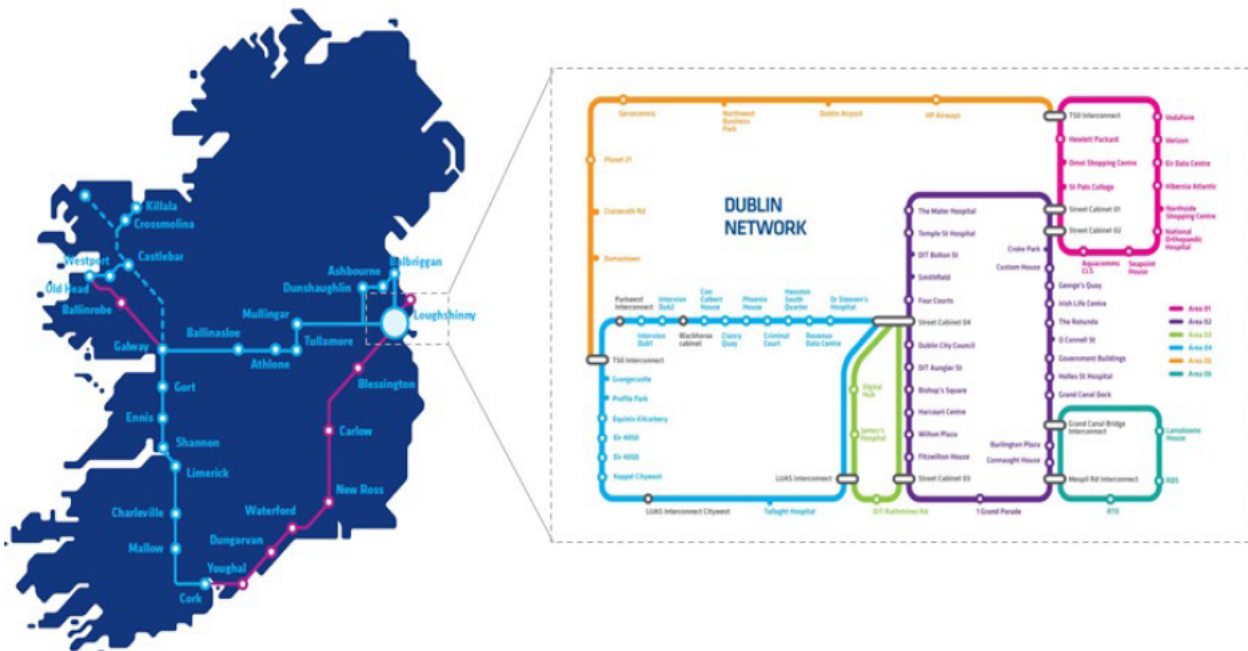 Killala
Crossmolina
Castlebar
Westport
Old Head
Ballinrobe
Galway
Ballinasloe
Athlone
Mullingar
Tullamore
Dunshaughlin
Ashbourne
Balbriggan
Loughshinny
Blessington
Carlow
New Ross
Waterford
Dungarvan
Youghal
Cork
Mallow
Charleville
Limerick
Shannon
Ennis
Gort
DUBLIN
NETWORK
Servecentric
Northwest
Business
Park
Dublin Airport
HP Airways
Planet 21
Cruiserath Rd
Damastown
TSO Interconnect
Parkwest
Interconnect
Interxion
Dub2
Interxion
Dub1
Blackhorse
cabinet
Con
Colbert
House
Clancy
Quay
Phoenix
House
Criminal
Court
Heuston
South
Quarter
Revenue
Data Centre
Dr Steeven's
Hospital
Grangecastle
Profile Park
Equinix Kilcarbery
Eir 4050
Eir 4050
Keppel Citywest
LUAS Interconnect Citywest
Tallaght Hospital
LUAS Interconnect
Digital
Hub
James's
Hospital
DIT Rathmines Rd
The Mater Hospital
Temple St Hospital
DIT Bolton St
Smithfield
Four Courts
Street Cabinet 04
Dublin City Council
DIT Aungier St
Bishop's Square
Harcourt Centre
Wilton Plaza
Fitzwilton House
Street Cabinet 03
1 Grand Parade
Croke Park
Custom House
George's Quay
Irish Life Centre
The Rotunda
O Connell St
Government Buildings
Holles St Hospital
Grand Canal Dock
Grand Canal Bridge
Interconnect
Burlington Plaza
Connaught House
Mespil Rd Interconnect
Lansdowne
House
RDS
RTE
TSO Interconnect
Hewlett Packard
Omni Shopping Centre
St Pats College
Street Cabinet 01
Street Cabinet 02
Aquacomms
CLS
Seapoint
House
Vodafone
Verizon
Eir Data Centre
Hibernia Atlantic
Northside
Shopping Centre
National
Orthopaedic
Hospital
Area 01
Area 02
Area 03
Area 04
Area 05
Area 06